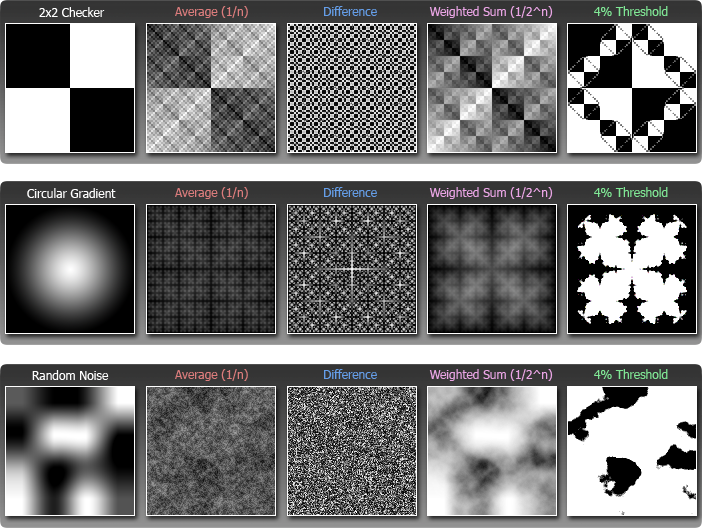 2x2 Checker Average (1/n) Difference Weighted Sum (1/2^n) 4% Threshold
Circular Gradient Average (1/n) Difference Weighted Sum (1/2^n) 4% Threshold
Random Noise Average (1/n) Difference Weighted Sum (1/2^n) 4% Threshold